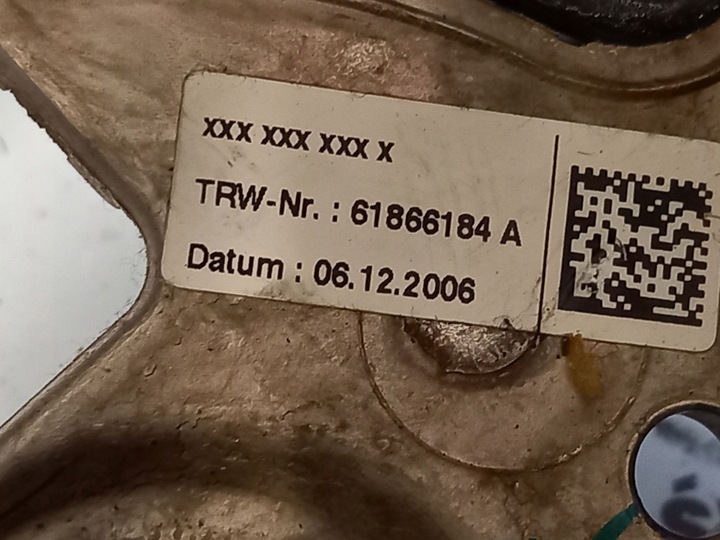 xxx xxx xxx x
TRW-Nr. : 61866184 A
Datum : 06.12.2006